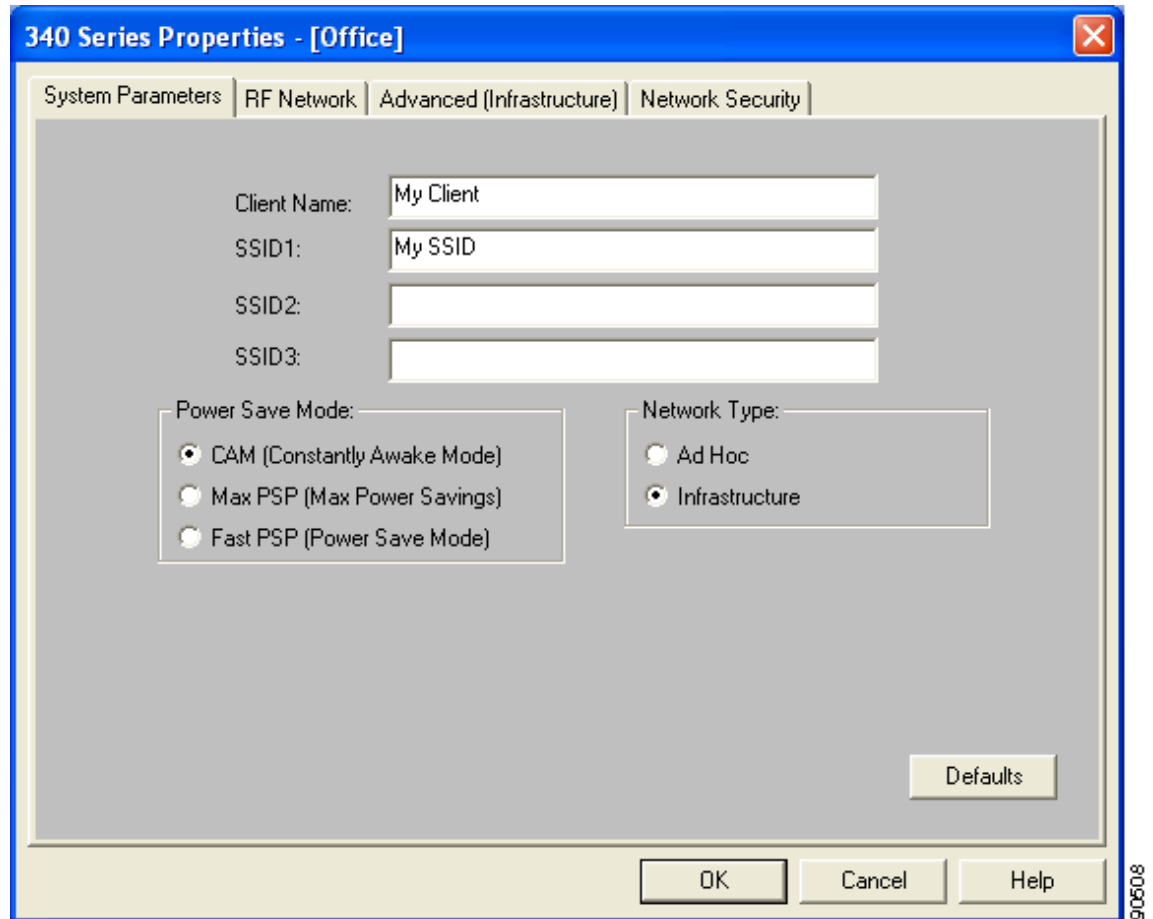 340 Series Properties - [Office]
System Parameters RF Network Advanced (Infrastructure) Network Security
Client Name: My Client
SSID1: My SSID
SSID2:
SSID3:
Power Save Mode:
CAM (Constantly Awake Mode)
Max PSP (Max Power Savings)
Fast PSP (Power Save Mode)
Network Type:
Ad Hoc
Infrastructure
Defaults
OK Cancel Help
90508